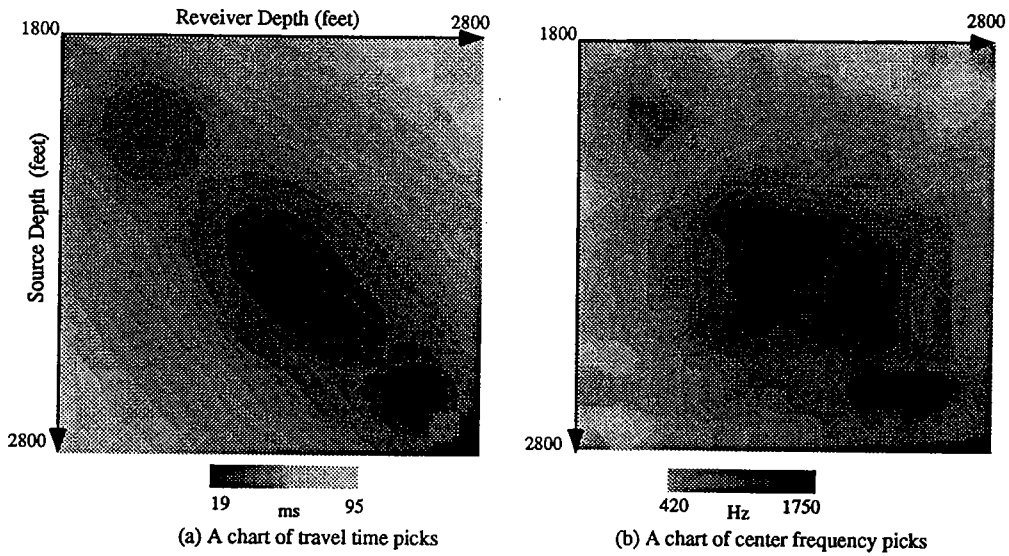 Reveiver Depth (feet)
1800
2800
Source Depth (feet)
2800
19
ms
95
(a) A chart of travel time picks
1800
2800
2800
420
Hz
1750
(b) A chart of center frequency picks